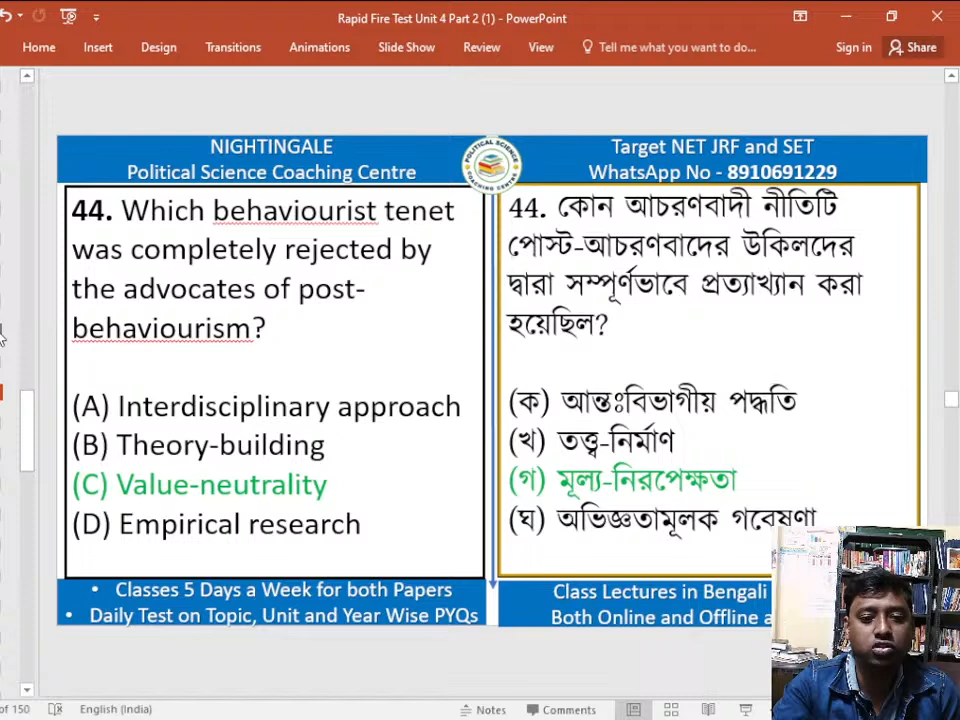 Rapid Fire Test Unit 4 Part 2 (1) - PowerPoint
Home Insert Design Transitions Animations Slide Show Review View Tell me what you want to do... Sign in Share
NIGHTINGALE
Political Science Coaching Centre
POLITICAL SCIENCE COACHING CENTRE
Target NET JRF and SET
WhatsApp No - 8910691229
44. Which behaviourist tenet
was completely rejected by
the advocates of post-
behaviourism?
(A) Interdisciplinary approach
(B) Theory-building
(C) Value-neutrality
(D) Empirical research
44. কোন আচরণবাদী নীতিটি
পোস্ট-আচরণবাদের উকিলদের
দ্বারা সম্পূর্ণভাবে প্রত্যাখ্যান করা
হয়েছিল?
(ক) আন্তঃবিভাগীয় পদ্ধতি
(খ) তত্ত্ব-নির্মাণ
(গ) মূল্য-নিরপেক্ষতা
(ঘ) অভিজ্ঞতামূলক গবেষণা
• Classes 5 Days a Week for both Papers
• Daily Test on Topic, Unit and Year Wise PYQs
Class Lectures in Bengali
Both Online and Offline a
of 150 English (India) Notes Comments